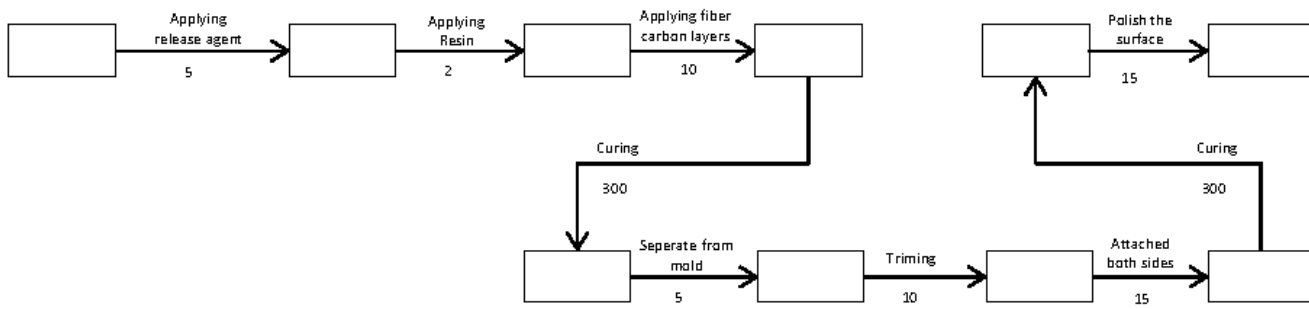 Applying
release agent
5
Applying
Resin
2
Applying fiber
carbon layers
10
Curing
300
Seperate from
mold
5
Triming
10
Attached
both sides
15
Curing
300
Polish the
surface
15